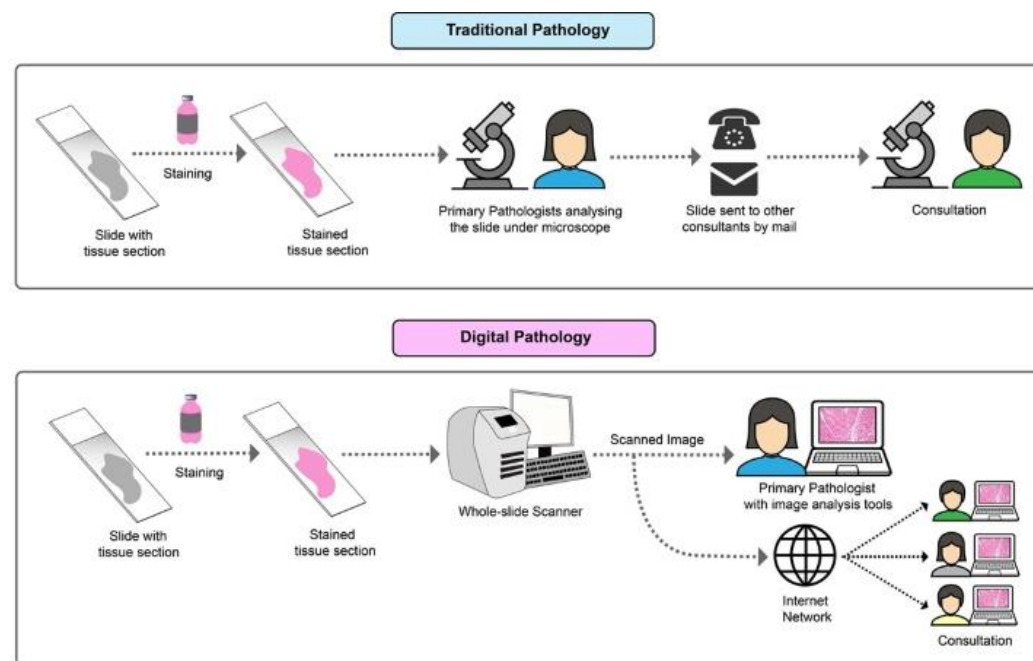 Traditional Pathology
Staining
Slide with
tissue section
Stained
tissue section
Primary Pathologists analysing
the slide under microscope
Slide sent to other
consultants by mail
Consultation
Digital Pathology
Staining
Slide with
tissue section
Stained
tissue section
Whole-slide Scanner
Scanned Image
Primary Pathologist
with image analysis tools
Internet
Network
Consultation